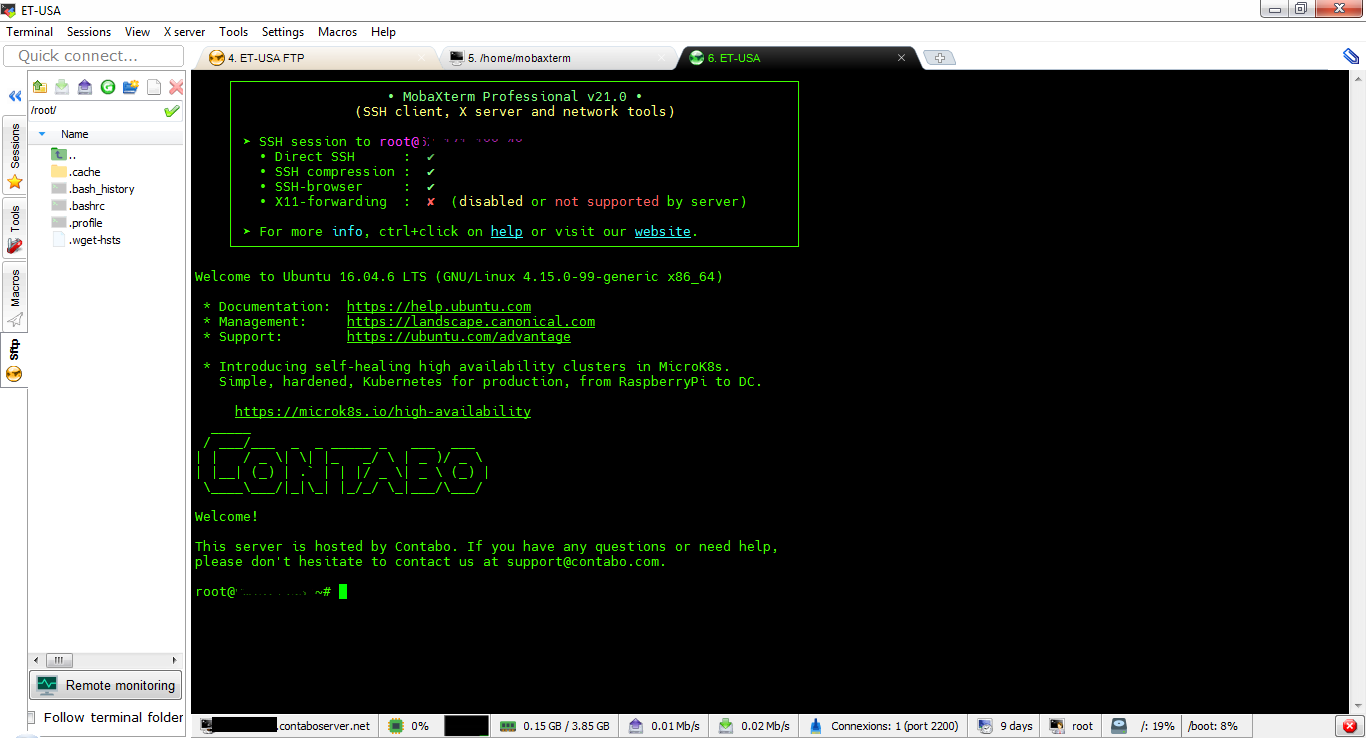 ET-USA
Terminal Sessions View X server Tools Settings Macros Help
Quick connect...
4. ET-USA FTP
5. /home/mobaxterm
6. ET-USA
/root/
Name
..
.cache
.bash_history
.bashrc
.profile
.wget-hsts
Sessions
Tools
Macros
Sftp
Remote monitoring
Follow terminal folder
• MobaXterm Professional v21.0 •
(SSH client, X server and network tools)
➤ SSH session to root@
• Direct SSH : ✔
• SSH compression : ✔
• SSH-browser : ✔
• X11-forwarding : ✘ (disabled or not supported by server)
➤ For more info, ctrl+click on help or visit our website.
Welcome to Ubuntu 16.04.6 LTS (GNU/Linux 4.15.0-99-generic x86_64)
* Documentation: https://help.ubuntu.com
* Management: https://landscape.canonical.com
* Support: https://ubuntu.com/advantage
* Introducing self-healing high availability clusters in MicroK8s.
Simple, hardened, Kubernetes for production, from RaspberryPi to DC.
https://microk8s.io/high-availability
CONTABO
Welcome!
This server is hosted by Contabo. If you have any questions or need help,
please don't hesitate to contact us at support@contabo.com.
root@ ~#
.contaboserver.net 0% 0.15 GB / 3.85 GB 0.01 Mb/s 0.02 Mb/s Connexions: 1 (port 2200) 9 days root /: 19% /boot: 8%